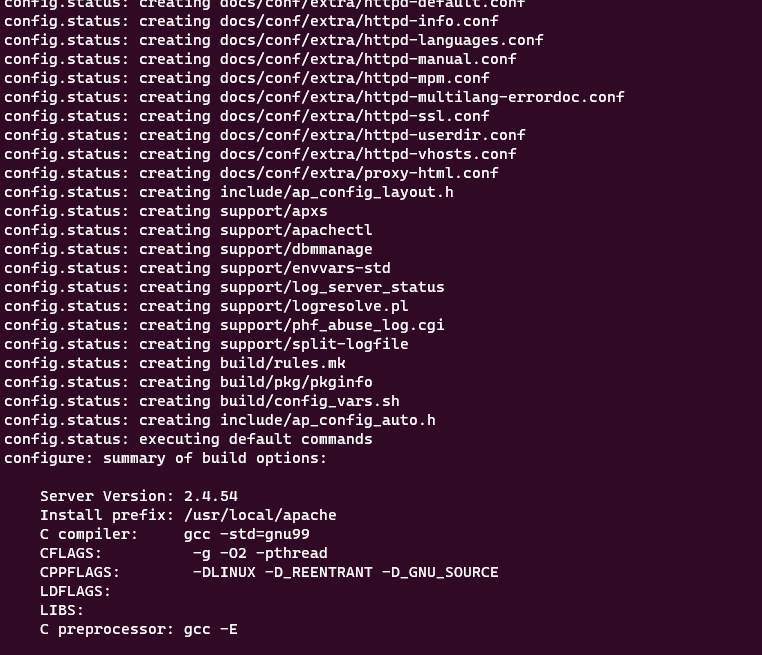 config.status: creating docs/conf/extra/httpd-default.conf
config.status: creating docs/conf/extra/httpd-info.conf
config.status: creating docs/conf/extra/httpd-languages.conf
config.status: creating docs/conf/extra/httpd-manual.conf
config.status: creating docs/conf/extra/httpd-mpm.conf
config.status: creating docs/conf/extra/httpd-multilang-errordoc.conf
config.status: creating docs/conf/extra/httpd-ssl.conf
config.status: creating docs/conf/extra/httpd-userdir.conf
config.status: creating docs/conf/extra/httpd-vhosts.conf
config.status: creating docs/conf/extra/proxy-html.conf
config.status: creating include/ap_config_layout.h
config.status: creating support/apxs
config.status: creating support/apachectl
config.status: creating support/dbmmanage
config.status: creating support/envvars-std
config.status: creating support/log_server_status
config.status: creating support/logresolve.pl
config.status: creating support/phf_abuse_log.cgi
config.status: creating support/split-logfile
config.status: creating build/rules.mk
config.status: creating build/pkg/pkginfo
config.status: creating build/config_vars.sh
config.status: creating include/ap_config_auto.h
config.status: executing default commands
configure: summary of build options:
Server Version: 2.4.54
Install prefix: /usr/local/apache
C compiler: gcc -std=gnu99
CFLAGS: -g -O2 -pthread
CPPFLAGS: -DLINUX -D_REENTRANT -D_GNU_SOURCE
LDFLAGS:
LIBS:
C preprocessor: gcc -E